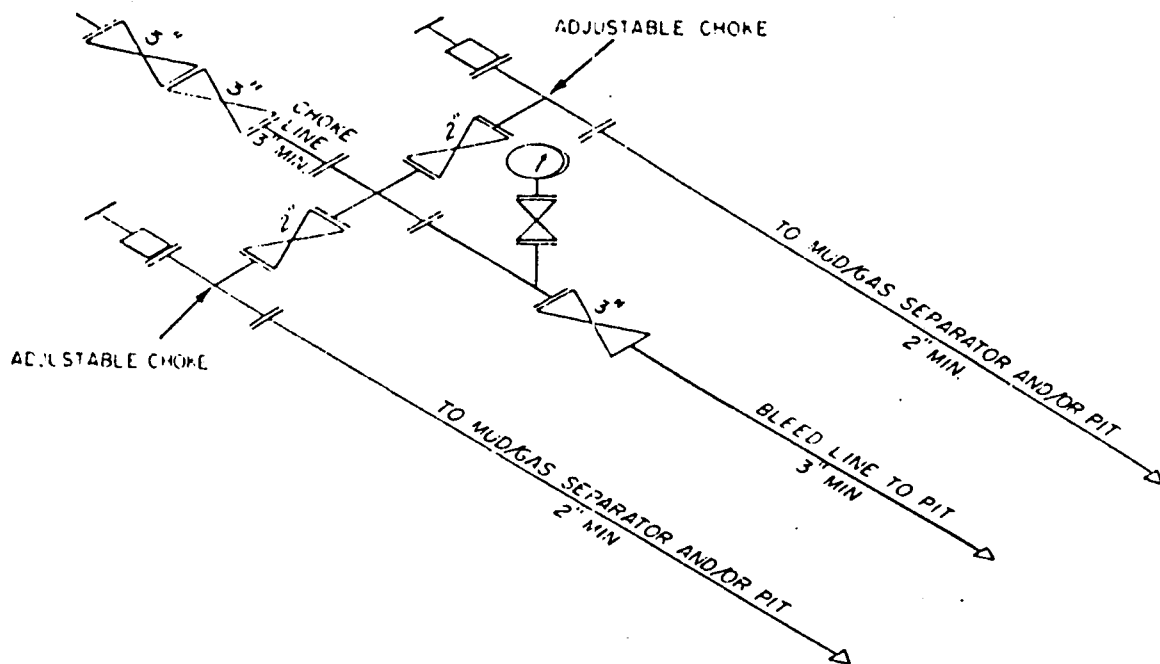 ADJUSTABLE CHOKE
3"
3"
CHOKE
LINE
3" MIN.
2"
2"
3"
ADJUSTABLE CHOKE
TO MUD/GAS SEPARATOR AND/OR PIT
2" MIN.
BLEED LINE TO PIT
3" MIN
TO MUD/GAS SEPARATOR AND/OR PIT
2" MIN